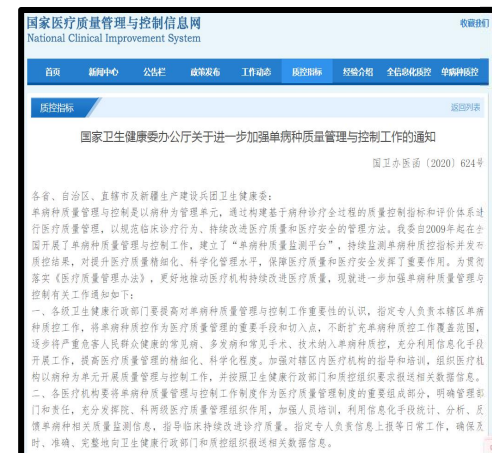 国家医疗质量管理与控制信息网
收藏我们
National Clinical Improvement System
首页 新闻中心 公告栏 政策发布 工作动态 质控指标 经验介绍 全信息化质控 单病种质控
质控指标
返回列表
国家卫生健康委办公厅关于进一步加强单病种质量管理与控制工作的通知
国卫办医函〔2020〕624号
各省、自治区、直辖市及新疆生产建设兵团卫生健康委：
单病种质量管理与控制是以病种为管理单元，通过构建基于病种诊疗全过程的质量控制指标和评价体系进
行医疗质量管理，以规范临床诊疗行为、持续改进医疗质量和医疗安全的管理方法。我委自2009年起在全
国开展了单病种质量管理与控制工作，建立了“单病种质量监测平台”，持续监测单病种质控指标并发布
质控结果，对提升医疗质量精细化、科学化管理水平，保障医疗质量和医疗安全发挥了重要作用。为贯彻
落实《医疗质量管理办法》，更好地推动医疗机构持续改进医疗质量，现就进一步加强单病种质量管理与
控制有关工作通知如下：
一、各级卫生健康行政部门要提高对单病种质量管理与控制工作重要性的认识，指定专人负责本辖区单病
种质控工作，将单病种质控作为医疗质量管理的重要手段和切入点，不断扩充单病种质控工作覆盖范围，
逐步将严重危害人民群众健康的常见病、多发病和常见手术、技术纳入单病种质控，充分利用信息化手段
开展工作，提高医疗质量管理的精细化、科学化程度。加强对辖区内医疗机构的指导和培训，组织医疗机
构以病种为单元开展质量管理与控制工作，并按照卫生健康行政部门和质控组织要求报送相关数据信息。
二、各医疗机构要将单病种质量管理与控制工作制度作为医疗质量管理制度的重要组成部分，明确管理部
门和责任，充分发挥院、科两级医疗质量管理组织作用，加强人员培训，利用信息化手段统计、分析、反
馈单病种相关质量监测信息，指导临床持续改进诊疗质量。指定专人负责信息上报等日常工作，确保及
时、准确、完整地向卫生健康行政部门和质控组织报送相关数据信息。